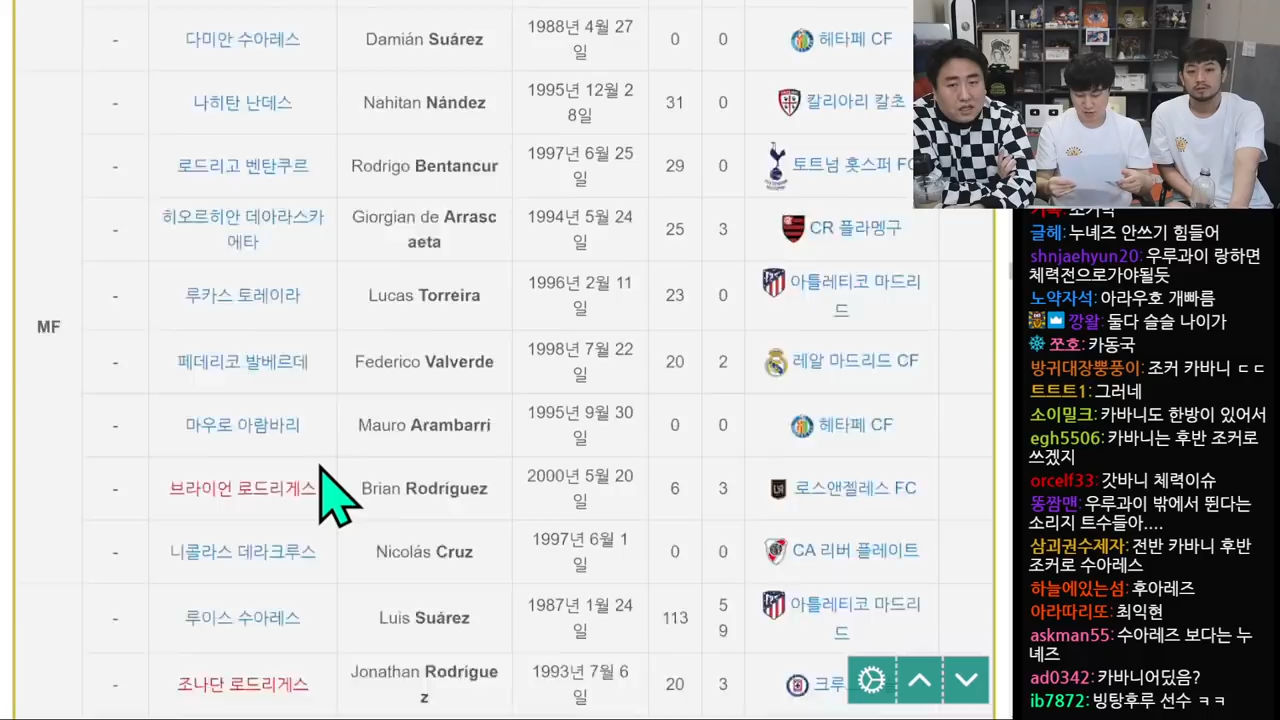 - 다미안 수아레스 Damián Suárez 1988년 4월 27
일 0 0 헤타페 CF
- 나히탄 난데스 Nahitan Nández 1995년 12월 2
8일 31 0 칼리아리 칼초
- 로드리고 벤탄쿠르 Rodrigo Bentancur 1997년 6월 25
일 29 0 토트넘 홋스퍼 FC
- 히오르히안 데아라스카
에타 Giorgian de Arrasc
aeta 1994년 5월 24
일 25 3 CR 플라멩구
- 루카스 토레이라 Lucas Torreira 1996년 2월 11
일 23 0 아틀레티코 마드리
드
MF
- 페데리코 발베르데 Federico Valverde 1998년 7월 22
일 20 2 레알 마드리드 CF
- 마우로 아람바리 Mauro Arambarri 1995년 9월 30
일 0 0 헤타페 CF
- 브라이언 로드리게스 Brian Rodríguez 2000년 5월 20
일 6 3 로스앤젤레스 FC
- 니콜라스 데라크루스 Nicolás Cruz 1997년 6월 1
일 0 0 CA 리버 플레이트
- 루이스 수아레스 Luis Suárez 1987년 1월 24
일 113 5
9 아틀레티코 마드리
드
- 조나단 로드리게스 Jonathan Rodrígue
z 1993년 7월 6
일 20 3 크루
글헤: 누녜즈 안쓰기 힘들어
shnjaehyun20: 우루과이 랑하면
체력전으로가야될듯
노약자석: 아라우호 개빠름
깡왈: 둘다 슬슬 나이가
쪼호: 카동국
방귀대장뿡풍이: 조커 카바니 ㄷㄷ
트트트1: 그러네
소이밀크: 카바니도 한방이 있어서
egh5506: 카바니는 후반 조커로
쓰겠지
orcelf33: 갓바니 체력이슈
똥짬맨: 우루과이 밖에서 뛴다는
소리지 트수들아....
삼괴권수제자: 전반 카바니 후반
조커로 수아레스
하늘에있는섬: 후아레즈
아라따리또: 최익현
askman55: 수아레즈 보다는 누
녜즈
ad0342: 카바니어딨음?
ib7872: 빙탕후루 선수 ㅋㅋ